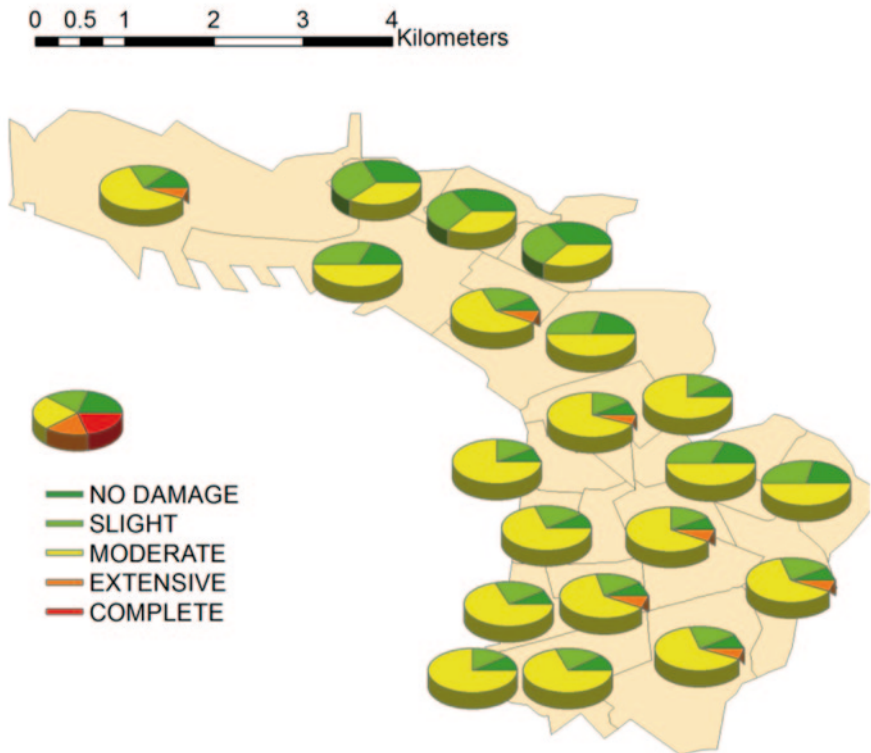 0 0.5 1 2 3 4
Kilometers
NO DAMAGE
SLIGHT
MODERATE
EXTENSIVE
COMPLETE